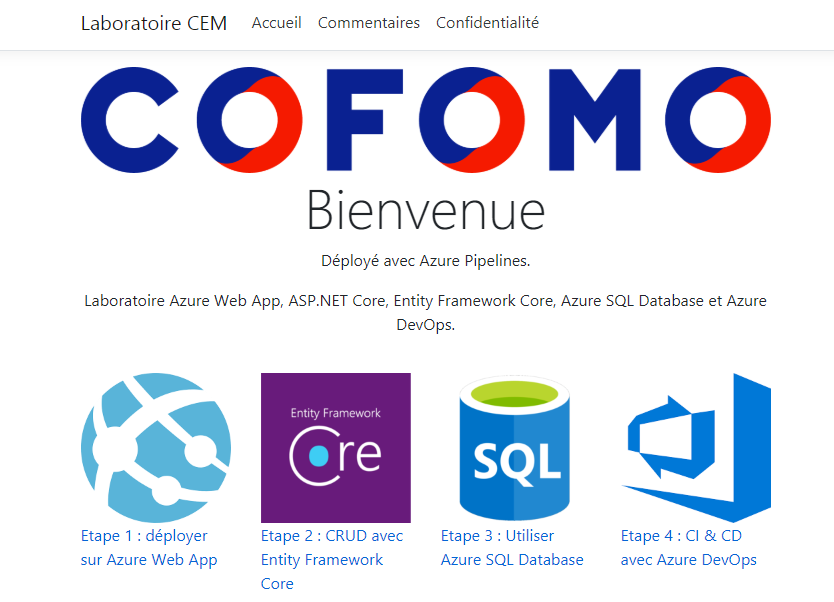 Laboratoire CEM Accueil Commentaires Confidentialité
COFOMO
Bienvenue
Déployé avec Azure Pipelines.
Laboratoire Azure Web App, ASP.NET Core, Entity Framework Core, Azure SQL Database et Azure
DevOps.
Entity Framework
Core
SQL
Etape 1 : déployer
sur Azure Web App
Etape 2 : CRUD avec
Entity Framework
Core
Etape 3 : Utiliser
Azure SQL Database
Etape 4 : CI & CD
avec Azure DevOps